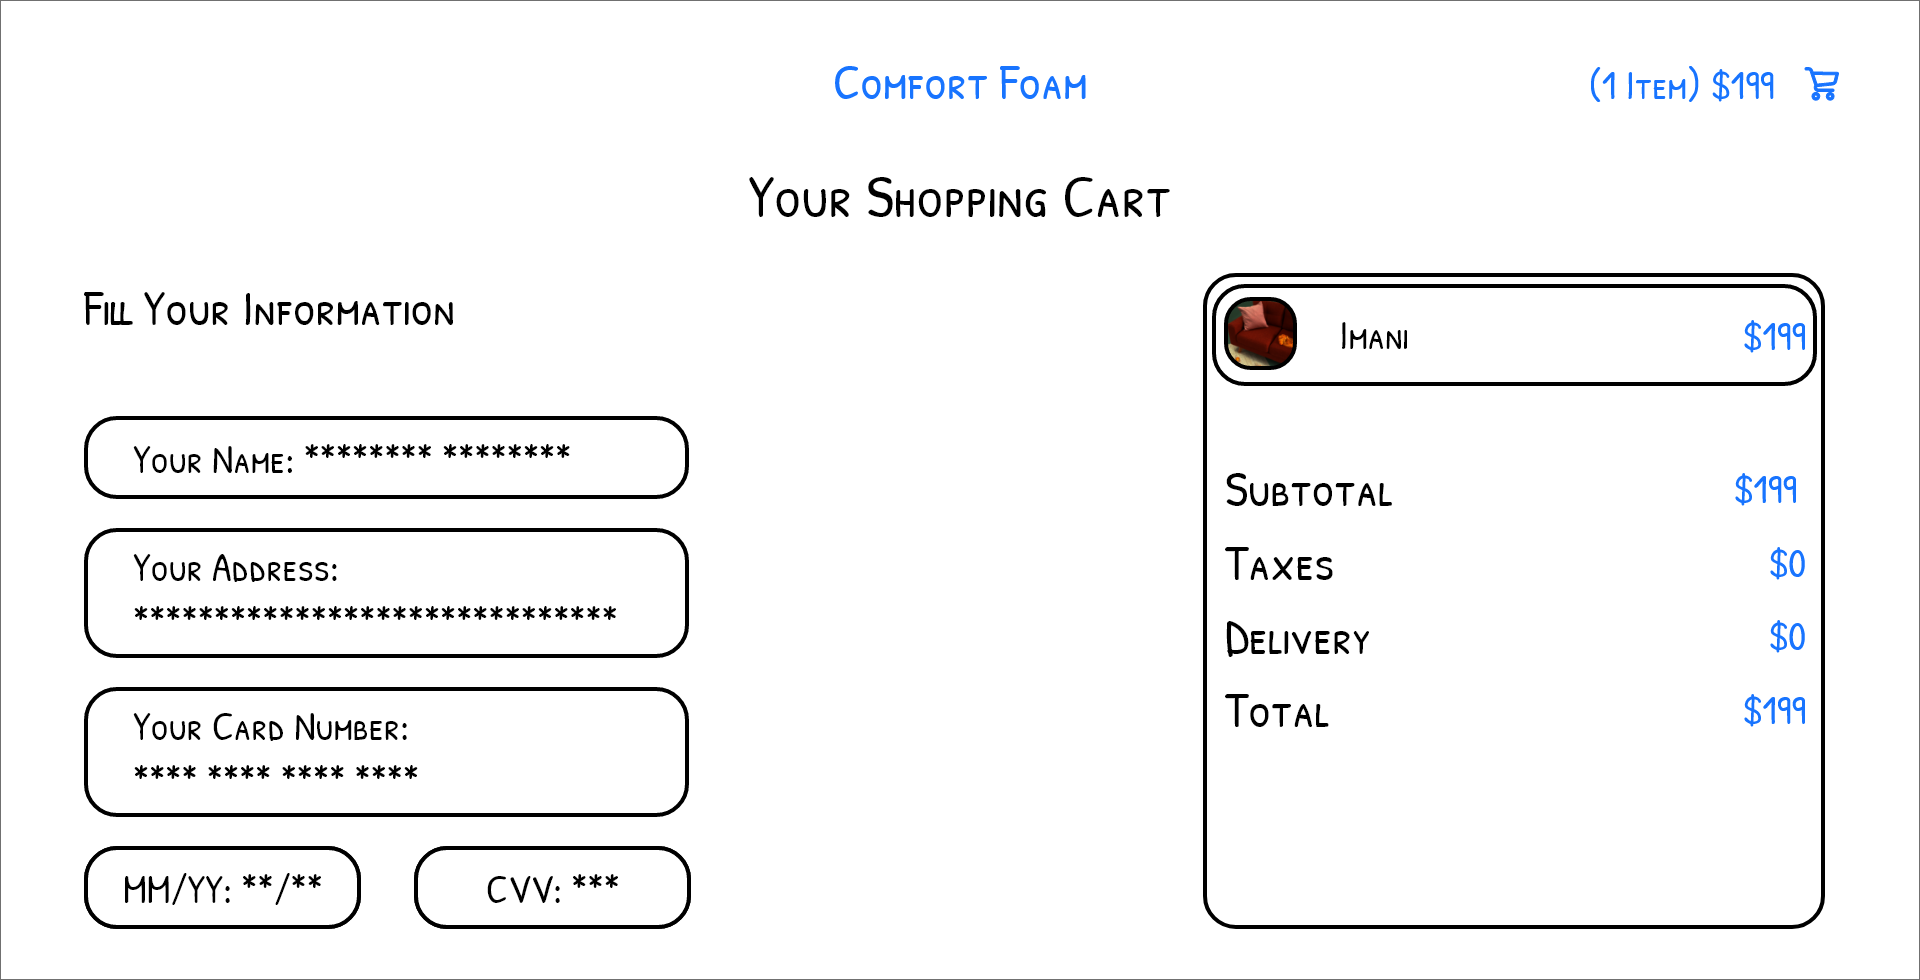 Comfort Foam
(1 Item) $199
Your Shopping Cart
Fill Your Information
Your Name: ******** ********
Your Address:
******************************
Your Card Number:
**** **** **** ****
MM/YY: **/**
CVV: ***
Imani $199
Subtotal $199
Taxes $0
Delivery $0
Total $199